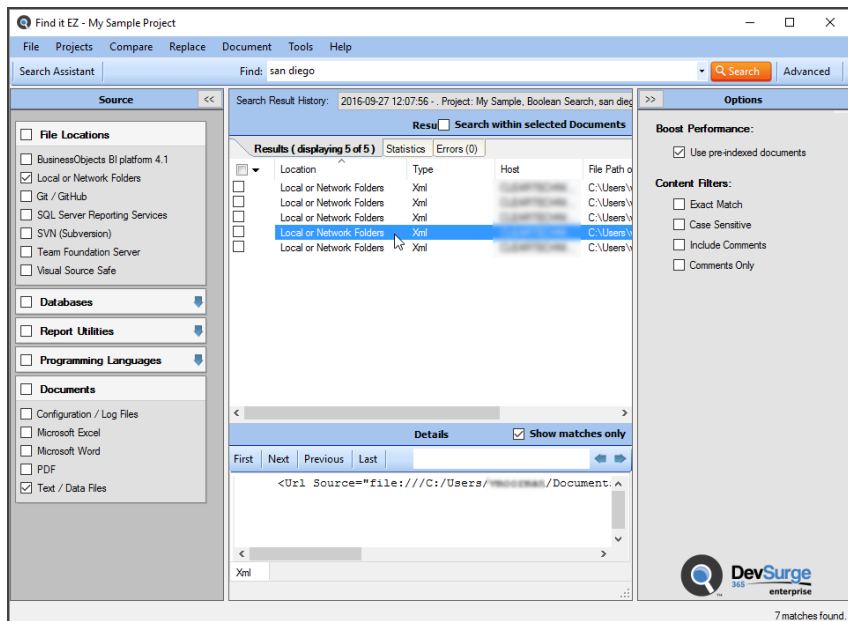 Find it EZ - My Sample Project
File Projects Compare Replace Document Tools Help
Search Assistant Find: san diego Search Advanced
Source <<
File Locations
BusinessObjects BI platform 4.1
Local or Network Folders
Git / GitHub
SQL Server Reporting Services
SVN (Subversion)
Team Foundation Server
Visual Source Safe
Databases
Report Utilities
Programming Languages
Documents
Configuration / Log Files
Microsoft Excel
Microsoft Word
PDF
Text / Data Files
Search Result History: 2016-09-27 12:07:56 - . Project: My Sample, Boolean Search, san dieg
Resu Search within selected Documents
Results ( displaying 5 of 5 ) Statistics Errors (0)
Location Type Host File Path o
Local or Network Folders Xml C:\Users\
Local or Network Folders Xml C:\Users\
Local or Network Folders Xml C:\Users\
Local or Network Folders Xml C:\Users\
Local or Network Folders Xml C:\Users\
< >
Details Show matches only
First Next Previous Last
<Url Source="file:///C:/Users/ /Document
< >
Xml
>> Options
Boost Performance:
Use pre-indexed documents
Content Filters:
Exact Match
Case Sensitive
Include Comments
Comments Only
DevSurge
365
enterprise
™
7 matches found.